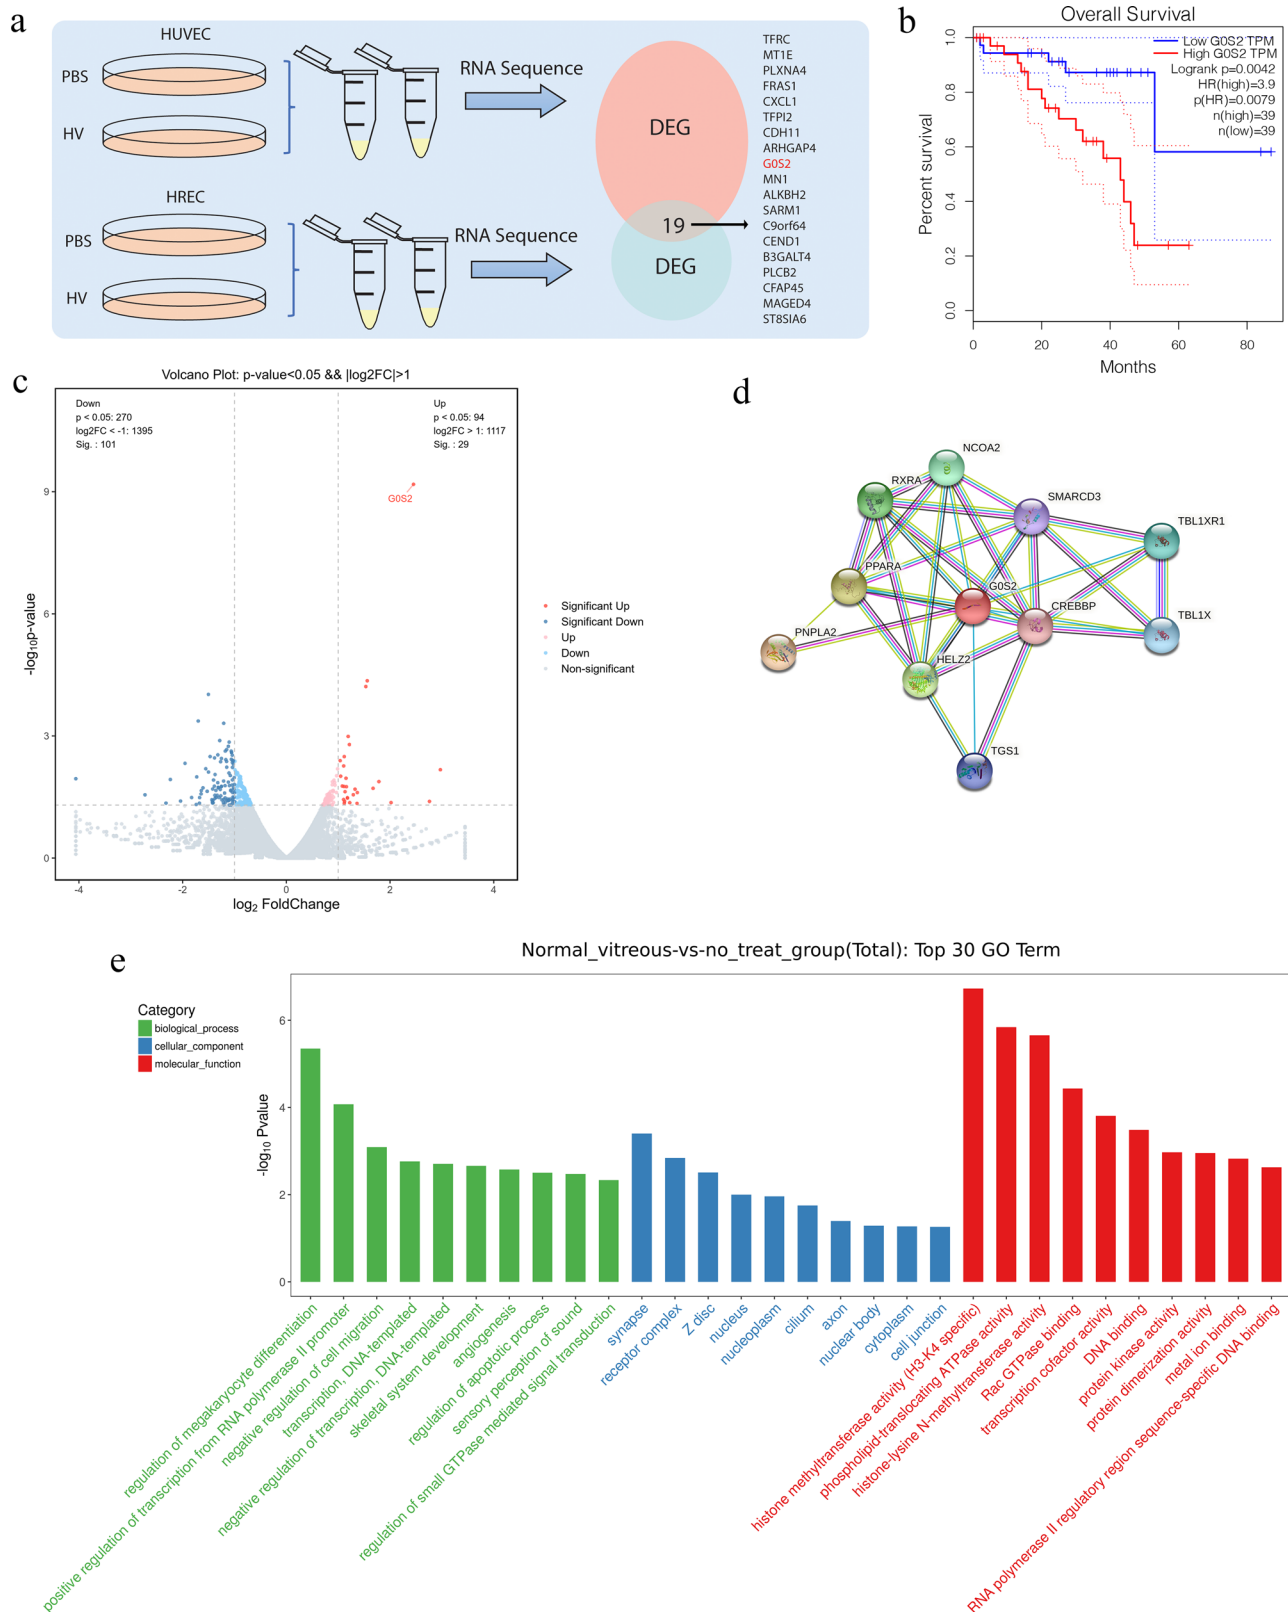 a
HUVEC
PBS
HV
RNA Sequence
HREC
PBS
HV
RNA Sequence
DEG
19
DEG
TFRC
MT1E
PLXNA4
FRAS1
CXCL1
TFPI2
CDH11
ARHGAP4
G0S2
MN1
ALKBH2
SARM1
C9orf64
CEND1
B3GALT4
PLCB2
CFAP45
MAGED4
ST8SIA6
b
Overall Survival
Low G0S2 TPM
High G0S2 TPM
Logrank p=0.0042
HR(high)=3.9
p(HR)=0.0079
n(high)=39
n(low)=39
Percent survival
1.0
0.8
0.6
0.4
0.2
0.0
0 20 40 60 80
Months
c
Volcano Plot: p-value<0.05 && |log2FC|>1
Down
p < 0.05: 270
log2FC < -1: 1395
Sig. : 101
Up
p < 0.05: 94
log2FC > 1: 1117
Sig. : 29
G0S2
-log10p-value
9
6
3
0
-4 -2 0 2 4
log2 FoldChange
Significant Up
Significant Down
Up
Down
Non-significant
d
NCOA2
RXRA
SMARCD3
TBL1XR1
PPARA
G0S2
CREBBP
TBL1X
PNPLA2
HELZ2
TGS1
e
Normal_vitreous-vs-no_treat_group(Total): Top 30 GO Term
Category
biological_process
cellular_component
molecular_function
-log10 Pvalue
6
4
2
0
regulation of megakaryocyte differentiation
positive regulation of transcription from RNA polymerase II promoter
negative regulation of cell migration
transcription, DNA-templated
negative regulation of transcription, DNA-templated
skeletal system development
angiogenesis
regulation of apoptotic process
sensory perception of sound
regulation of small GTPase mediated signal transduction
synapse
receptor complex
Z disc
nucleus
nucleoplasm
cilium
axon
nuclear body
cytoplasm
cell junction
histone methyltransferase activity (H3-K4 specific)
phospholipid-translocating ATPase activity
histone-lysine N-methyltransferase activity
Rac GTPase binding
transcription cofactor activity
DNA binding
protein kinase activity
protein dimerization activity
metal ion binding
RNA polymerase II regulatory region sequence-specific DNA binding